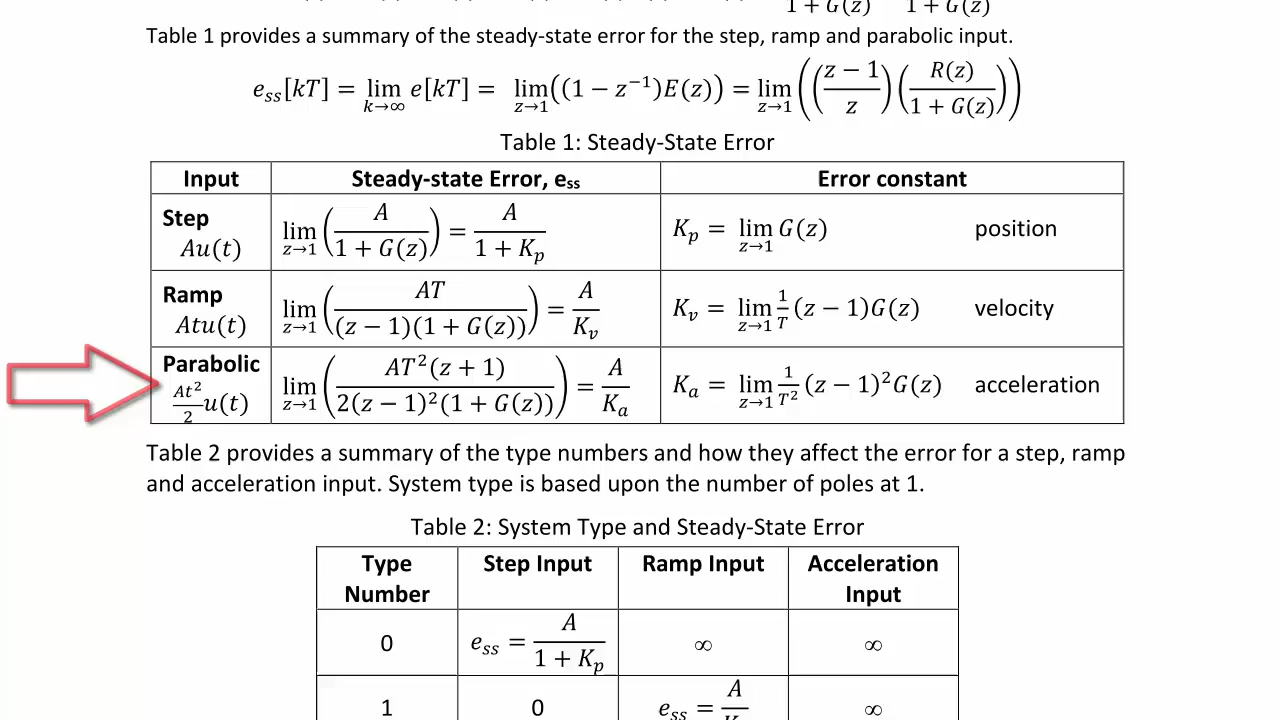 1 + G(z) 1 + G(z)
Table 1 provides a summary of the steady-state error for the step, ramp and parabolic input.
e_ss[kT] = lim_{k→∞} e[kT] = lim_{z→1}((1 − z^{−1})E(z)) = lim_{z→1}(((z − 1)/z)(R(z)/(1 + G(z))))
Table 1: Steady-State Error
Input Steady-state Error, e_ss Error constant
Step
Au(t) lim_{z→1}(A/(1 + G(z))) = A/(1 + K_p) K_p = lim_{z→1} G(z) position
Ramp
Atu(t) lim_{z→1}(AT/((z − 1)(1 + G(z)))) = A/K_v K_v = lim_{z→1} 1/T (z − 1)G(z) velocity
Parabolic
At²/2 u(t) lim_{z→1}(AT²(z + 1)/(2(z − 1)²(1 + G(z)))) = A/K_a K_a = lim_{z→1} 1/T² (z − 1)²G(z) acceleration
Table 2 provides a summary of the type numbers and how they affect the error for a step, ramp
and acceleration input. System type is based upon the number of poles at 1.
Table 2: System Type and Steady-State Error
Type Number Step Input Ramp Input Acceleration Input
0 e_ss = A/(1 + K_p) ∞ ∞
1 0 e_ss = A/K ∞